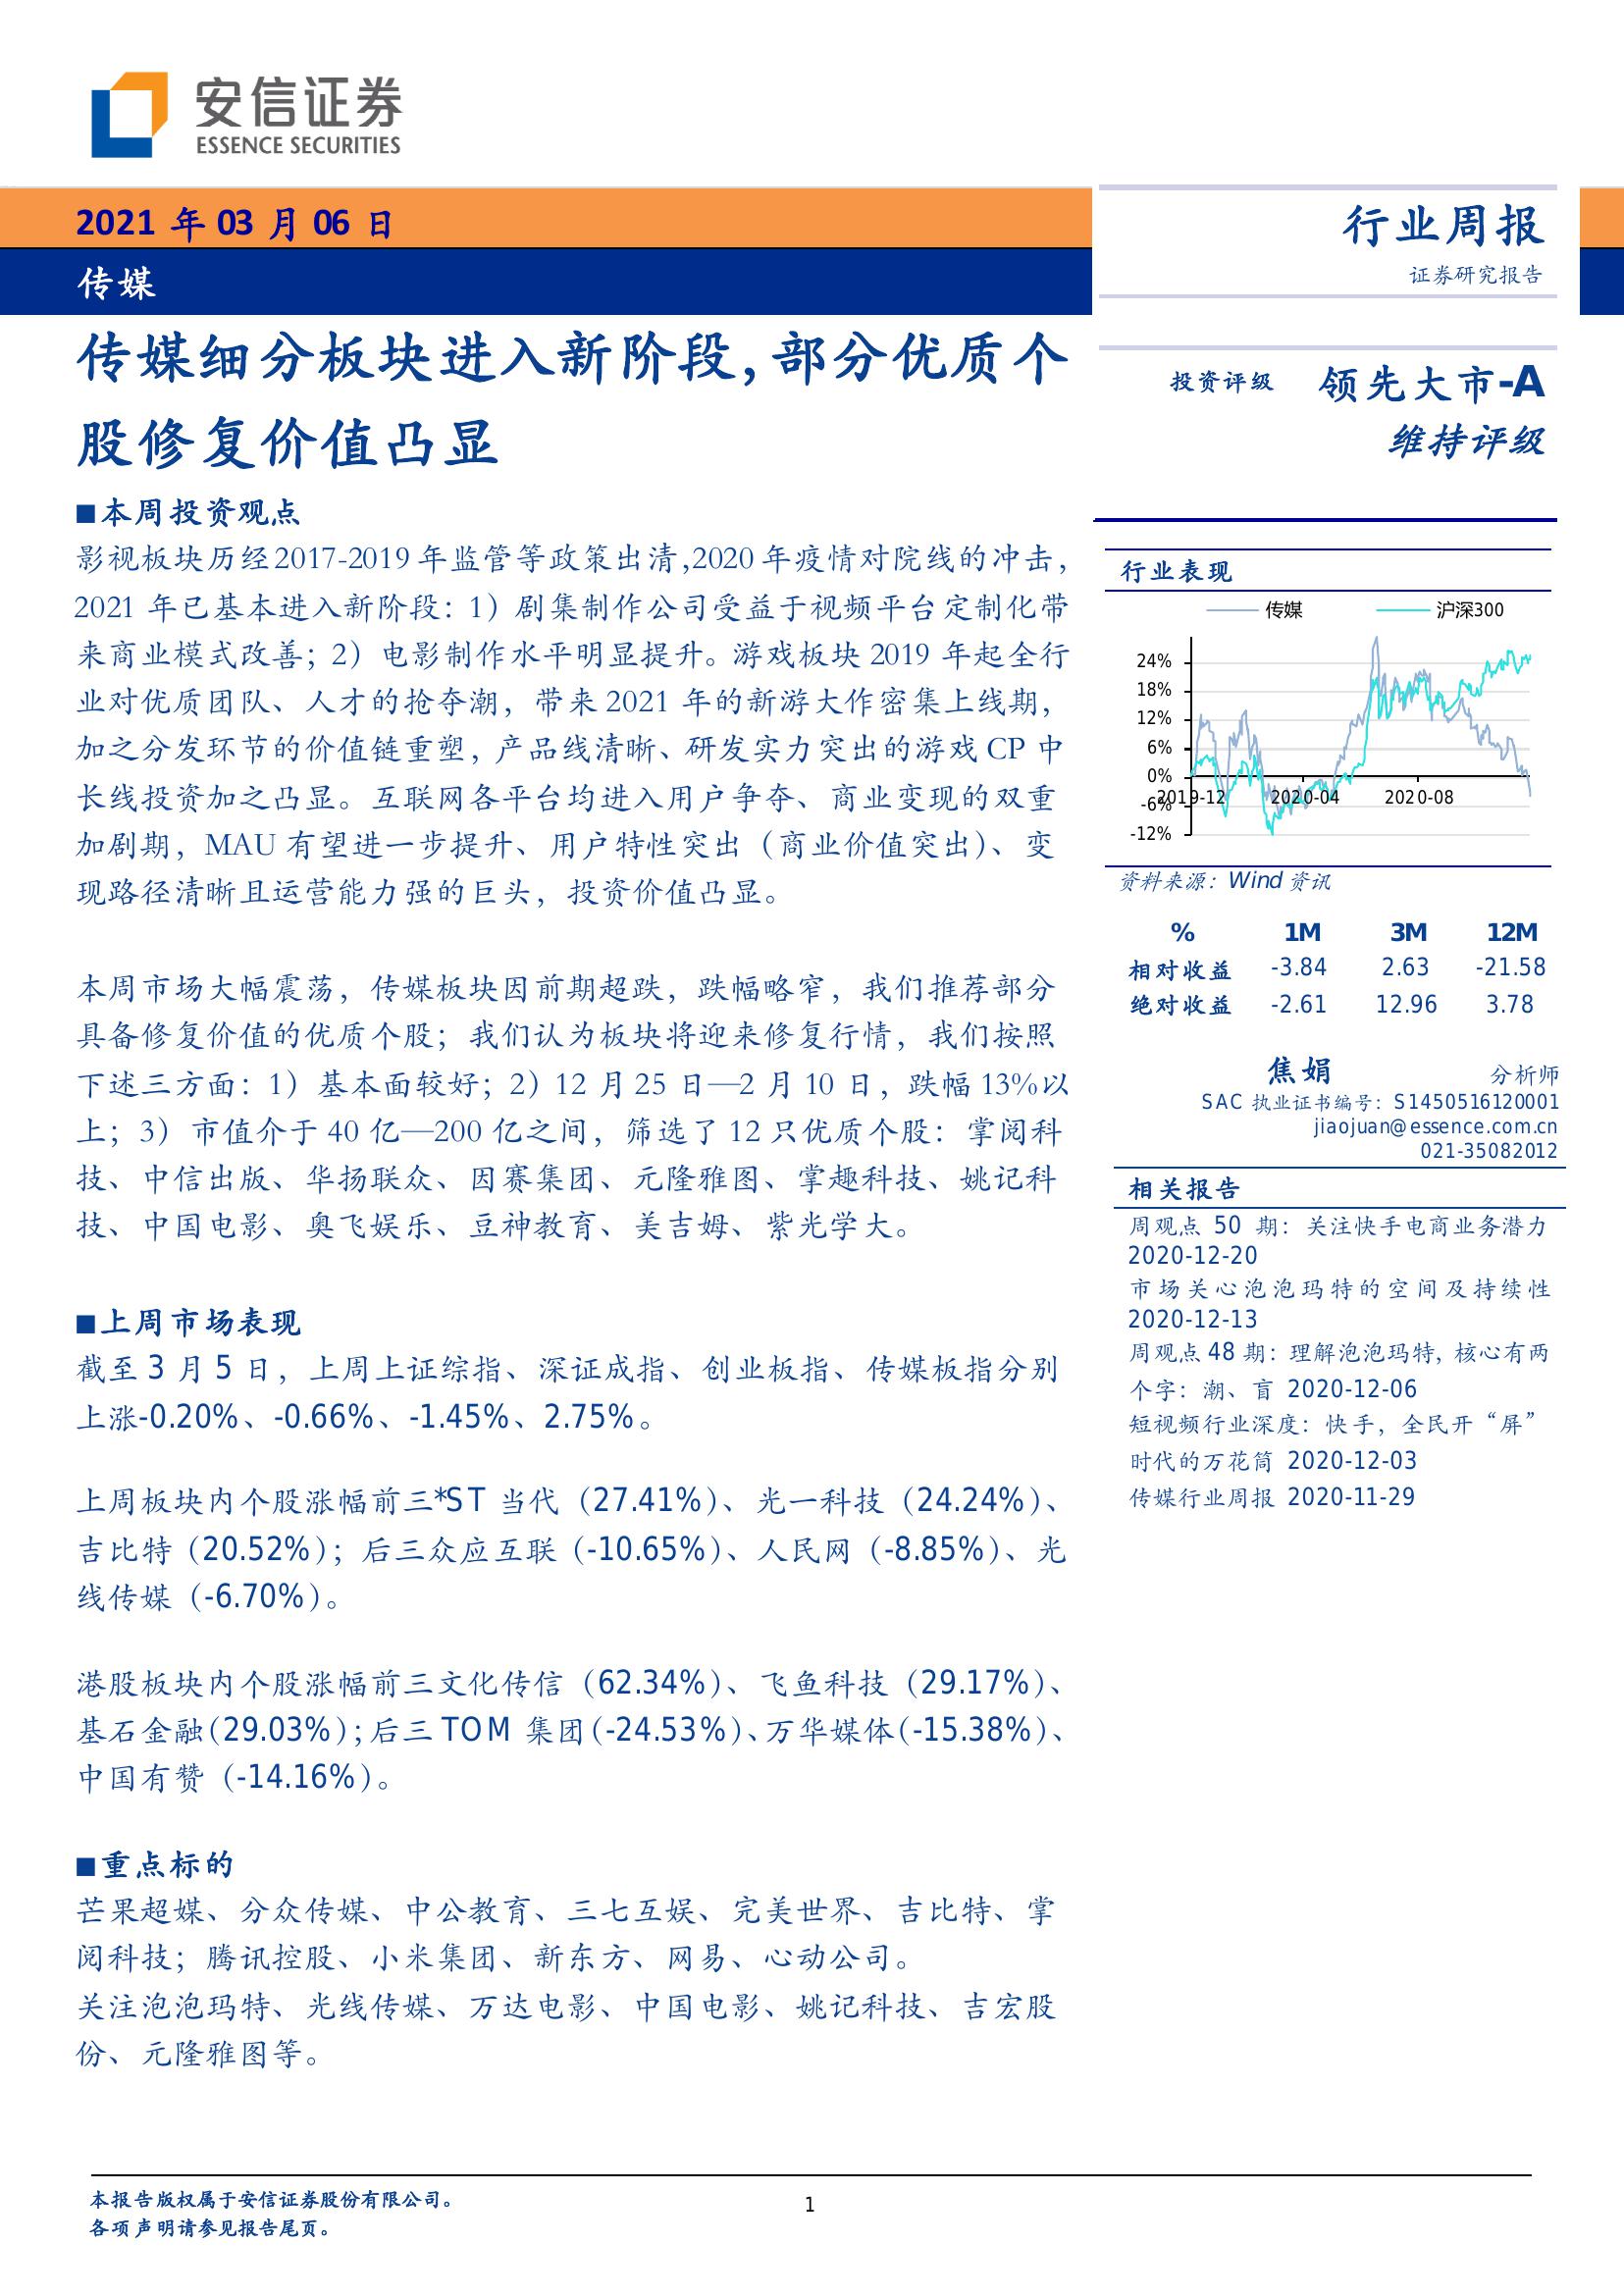 安信证券
ESSENCE SECURITIES
2021 年 03 月 06 日
传媒
行业周报
证券研究报告
传媒细分板块进入新阶段，部分优质个
股修复价值凸显
■本周投资观点
影视板块历经2017-2019 年监管等政策出清,2020 年疫情对院线的冲击，
2021 年已基本进入新阶段：1）剧集制作公司受益于视频平台定制化带
来商业模式改善；2）电影制作水平明显提升。游戏板块 2019 年起全行
业对优质团队、人才的抢夺潮，带来 2021 年的新游大作密集上线期，
加之分发环节的价值链重塑，产品线清晰、研发实力突出的游戏 CP 中
长线投资加之凸显。互联网各平台均进入用户争夺、商业变现的双重
加剧期，MAU 有望进一步提升、用户特性突出（商业价值突出）、变
现路径清晰且运营能力强的巨头，投资价值凸显。
本周市场大幅震荡，传媒板块因前期超跌，跌幅略窄，我们推荐部分
具备修复价值的优质个股；我们认为板块将迎来修复行情，我们按照
下述三方面：1）基本面较好；2）12 月 25 日—2 月 10 日，跌幅 13%以
上；3）市值介于 40 亿—200 亿之间，筛选了 12 只优质个股：掌阅科
技、中信出版、华扬联众、因赛集团、元隆雅图、掌趣科技、姚记科
技、中国电影、奥飞娱乐、豆神教育、美吉姆、紫光学大。
■上周市场表现
截至 3 月 5 日，上周上证综指、深证成指、创业板指、传媒板指分别
上涨-0.20%、-0.66%、-1.45%、2.75%。
上周板块内个股涨幅前三*ST 当代（27.41%）、光一科技（24.24%）、
吉比特（20.52%）；后三众应互联（-10.65%）、人民网（-8.85%）、光
线传媒（-6.70%）。
港股板块内个股涨幅前三文化传信（62.34%）、飞鱼科技（29.17%）、
基石金融（29.03%）；后三 TOM 集团（-24.53%）、万华媒体（-15.38%）、
中国有赞（-14.16%）。
■重点标的
芒果超媒、分众传媒、中公教育、三七互娱、完美世界、吉比特、掌
阅科技；腾讯控股、小米集团、新东方、网易、心动公司。
关注泡泡玛特、光线传媒、万达电影、中国电影、姚记科技、吉宏股
份、元隆雅图等。
投资评级 领先大市-A
维持评级
行业表现
传媒 沪深300
24%
18%
12%
6%
0%
-6%
-12%
2019-12 2020-04 2020-08
资料来源：Wind 资讯
% 1M 3M 12M
相对收益 -3.84 2.63 -21.58
绝对收益 -2.61 12.96 3.78
焦娟 分析师
SAC 执业证书编号：S1450516120001
jiaojuan@essence.com.cn
021-35082012
相关报告
周观点 50 期：关注快手电商业务潜力
2020-12-20
市场关心泡泡玛特的空间及持续性
2020-12-13
周观点 48 期：理解泡泡玛特，核心有两
个字：潮、盲 2020-12-06
短视频行业深度：快手，全民开“屏”
时代的万花筒 2020-12-03
传媒行业周报 2020-11-29
本报告版权属于安信证券股份有限公司。
各项声明请参见报告尾页。
1